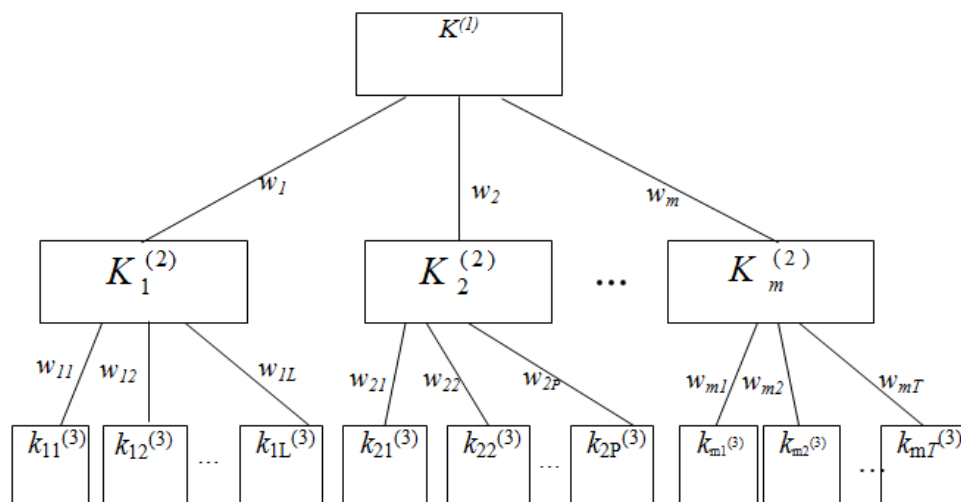 K⁽¹⁾
w₁ w₂ wₘ
K₁⁽²⁾ K₂⁽²⁾ ... Kₘ⁽²⁾
w₁₁ w₁₂ w₁L w₂₁ w₂₂ w₂P wₘ₁ wₘ₂ wₘT
k₁₁⁽³⁾ k₁₂⁽³⁾ ... k₁L⁽³⁾ k₂₁⁽³⁾ k₂₂⁽³⁾ ... k₂P⁽³⁾ kₘ₁⁽³⁾ kₘ₂⁽³⁾ ... kₘT⁽³⁾